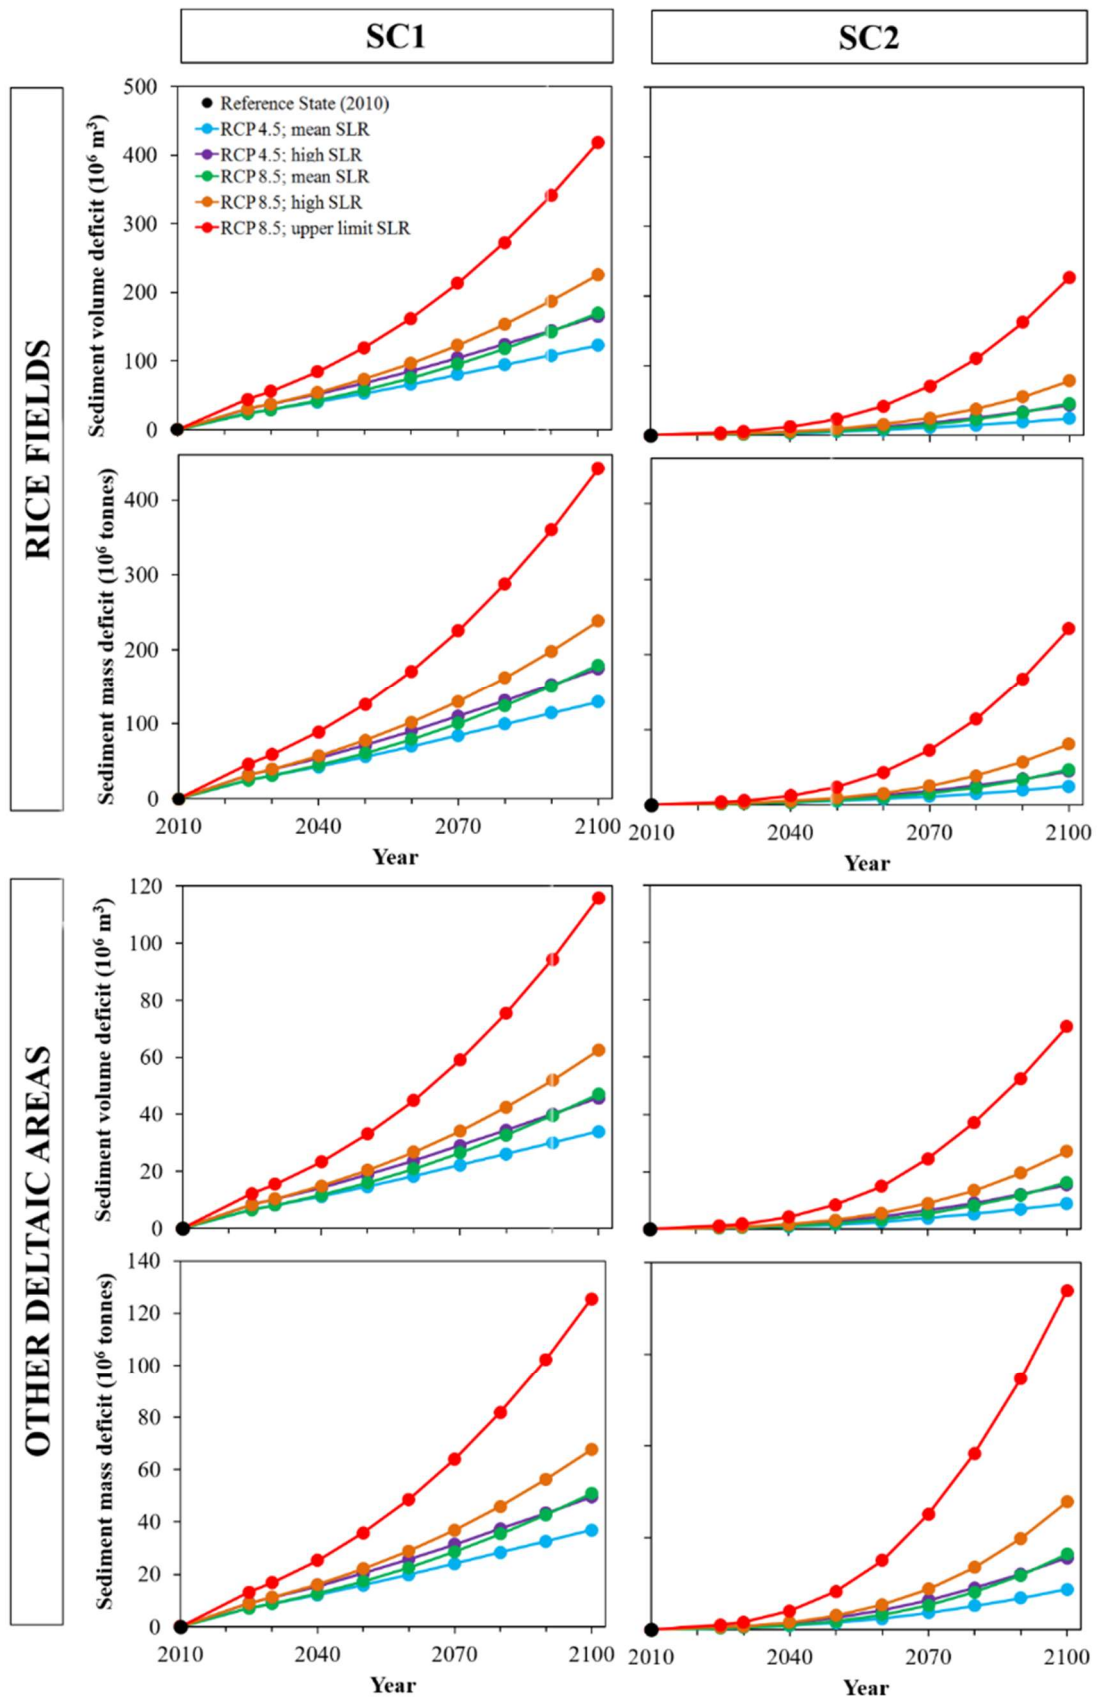 SC1
SC2
RICE FIELDS
Sediment volume deficit (10⁶ m³)
500
400
300
200
100
0
Reference State (2010)
RCP 4.5; mean SLR
RCP 4.5; high SLR
RCP 8.5; mean SLR
RCP 8.5; high SLR
RCP 8.5; upper limit SLR
Sediment mass deficit (10⁶ tonnes)
400
300
200
100
0
2010 2040 2070 2100
Year
2010 2040 2070 2100
Year
OTHER DELTAIC AREAS
Sediment volume deficit (10⁶ m³)
120
100
80
60
40
20
0
Sediment mass deficit (10⁶ tonnes)
140
120
100
80
60
40
20
0
2010 2040 2070 2100
Year
2010 2040 2070 2100
Year